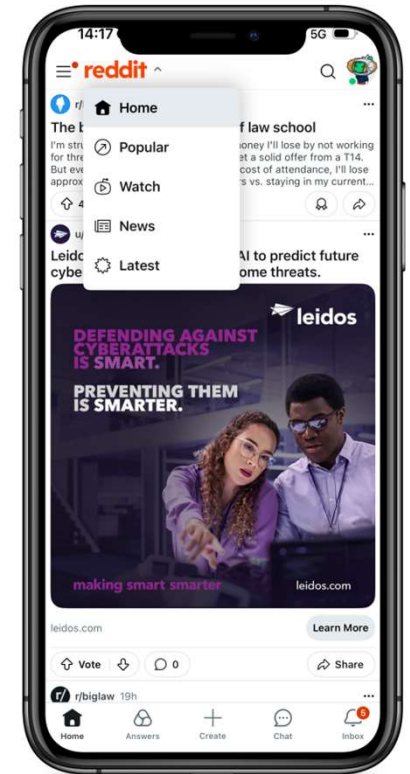 14:17
5G
reddit
Home
Popular
Watch
News
Latest
r/
The b
f law school
I'm stru
oney I'll lose by not working
for thre
et a solid offer from a T14.
But eve
cost of attendance, I'll lose
approx
s vs. staying in my current...
4
u/
Leido
AI to predict future
cybe
ome threats.
leidos
DEFENDING AGAINST
CYBERATTACKS
IS SMART.
PREVENTING THEM
IS SMARTER.
making smart smarter
leidos.com
leidos.com
Learn More
Vote
0
Share
r/ r/biglaw 19h
5
Home
Answers
Create
Chat
Inbox